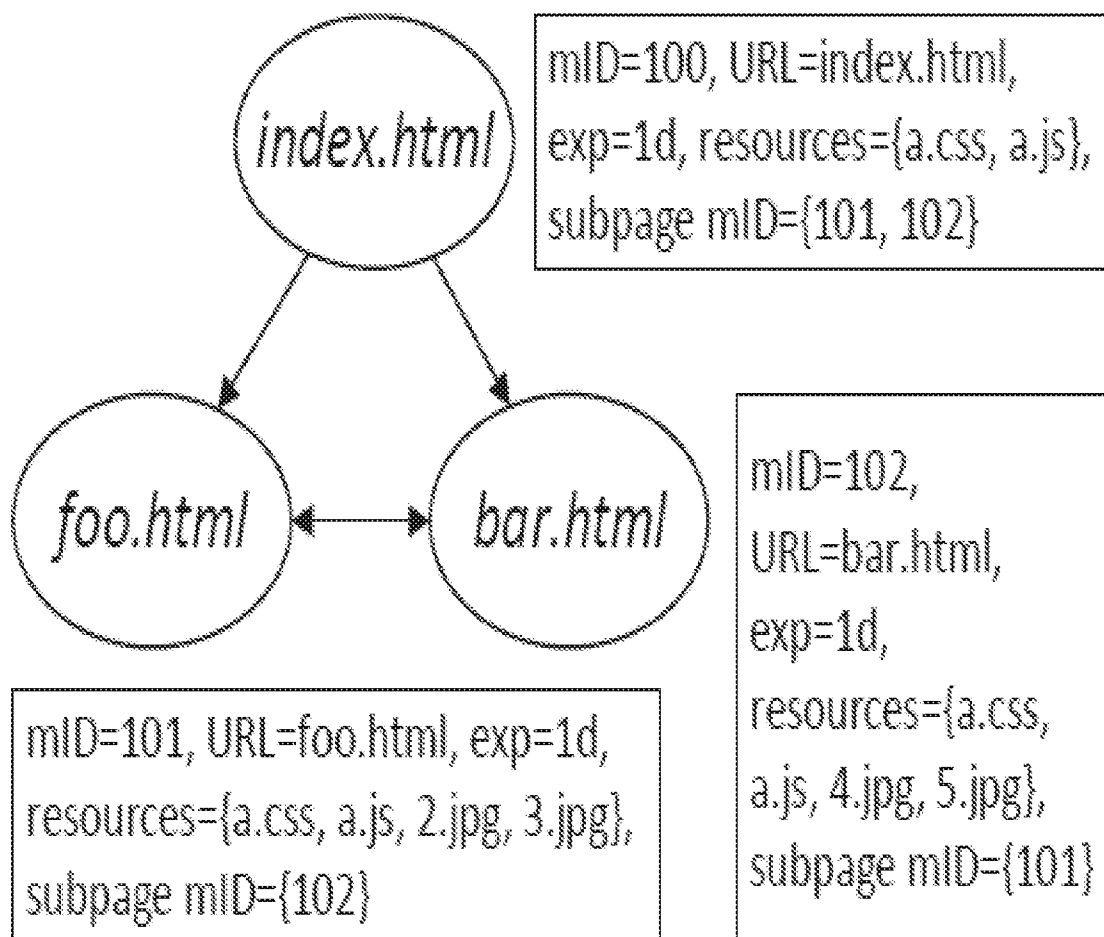 index.html
mID=100, URL=index.html,
exp=1d, resources={a.css, a.js},
subpage mID={101, 102}
foo.html
bar.html
mID=102,
URL=bar.html,
exp=1d,
resources={a.css,
a.js, 4.jpg, 5.jpg},
subpage mID={101}
mID=101, URL=foo.html, exp=1d,
resources={a.css, a.js, 2.jpg, 3.jpg},
subpage mID={102}